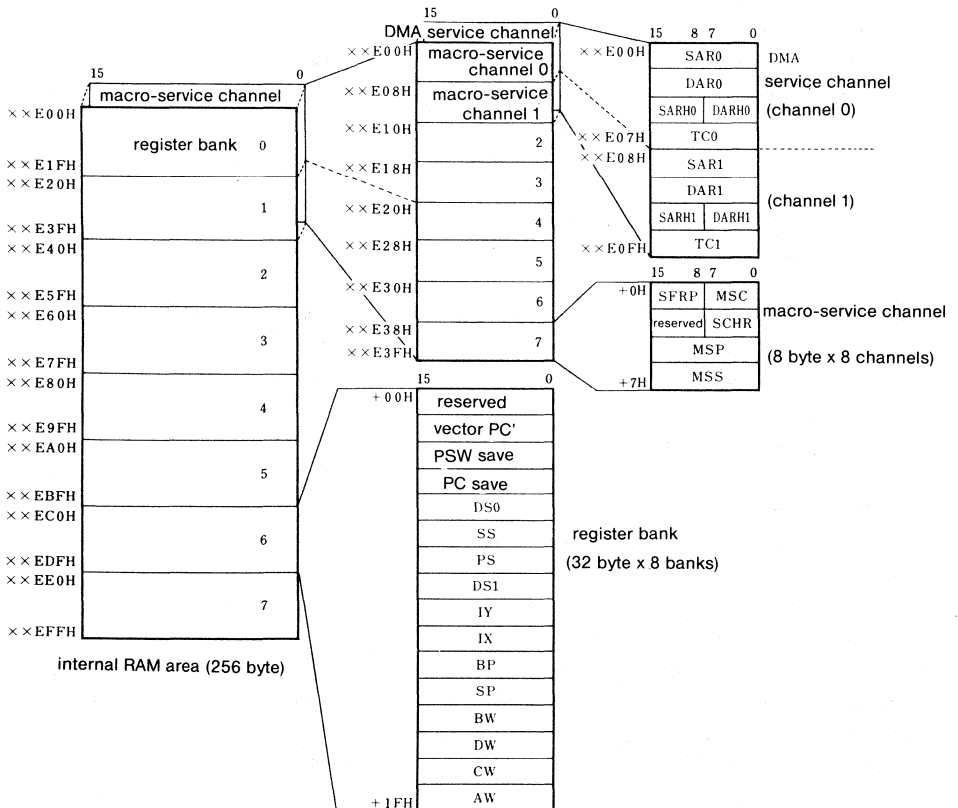 15 0
macro-service channel
××E00H
register bank 0
××E1FH
××E20H
1
××E3FH
××E40H
2
××E5FH
××E60H
3
××E7FH
××E80H
4
××E9FH
××EA0H
5
××EBFH
××EC0H
6
××EDFH
××EE0H
7
××EFFH
internal RAM area (256 byte)
15 0
DMA service channel
××E00H
macro-service
channel 0
××E08H
macro-service
channel 1
××E10H
2
××E18H
3
××E20H
4
××E28H
5
××E30H
6
××E38H
7
××E3FH
15 8 7 0
××E00H
SAR0
DMA
DAR0
service channel
SARH0 DARH0
(channel 0)
TC0
××E07H
××E08H
SAR1
DAR1
(channel 1)
SARH1 DARH1
××E0FH
TC1
15 8 7 0
+0H
SFRP MSC
macro-service channel
reserved SCHR
MSP
(8 byte x 8 channels)
MSS
+7H
15 0
+00H
reserved
vector PC'
PSW save
PC save
DS0
SS
register bank
PS
(32 byte x 8 banks)
DS1
IY
IX
BP
SP
BW
DW
CW
AW
+1FH